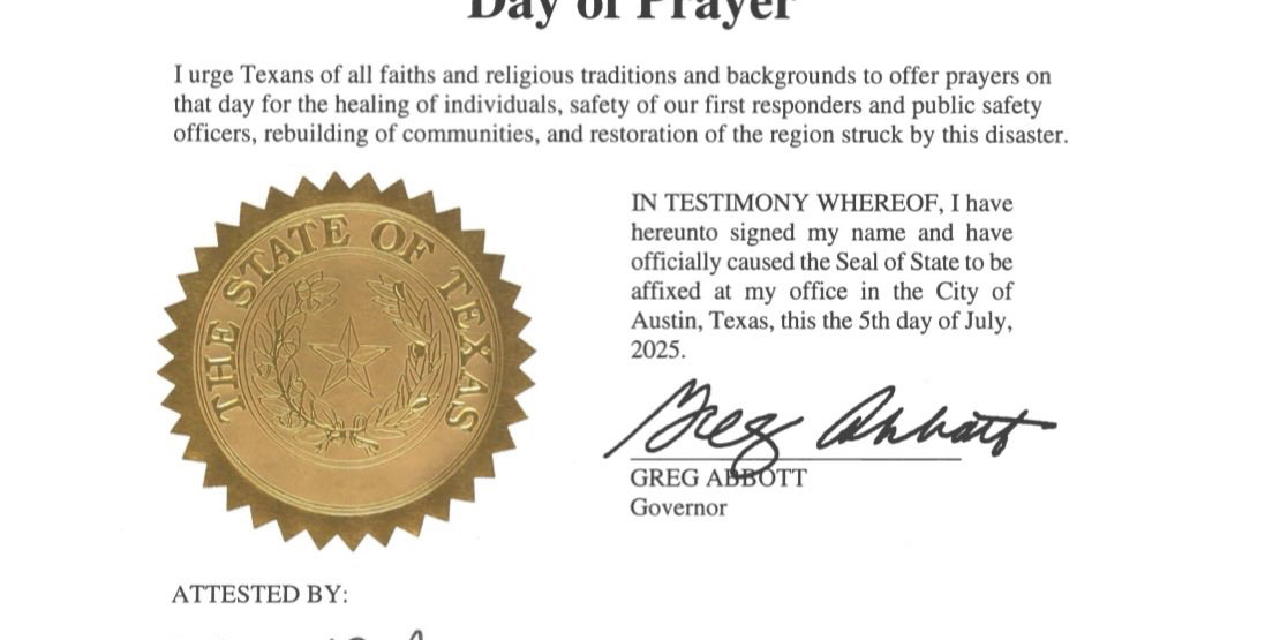 Day of Prayer
I urge Texans of all faiths and religious traditions and backgrounds to offer prayers on
that day for the healing of individuals, safety of our first responders and public safety
officers, rebuilding of communities, and restoration of the region struck by this disaster.
THE STATE OF TEXAS
IN TESTIMONY WHEREOF, I have
hereunto signed my name and have
officially caused the Seal of State to be
affixed at my office in the City of
Austin, Texas, this the 5th day of July,
2025.
Greg Abbott
GREG ABBOTT
Governor
ATTESTED BY: